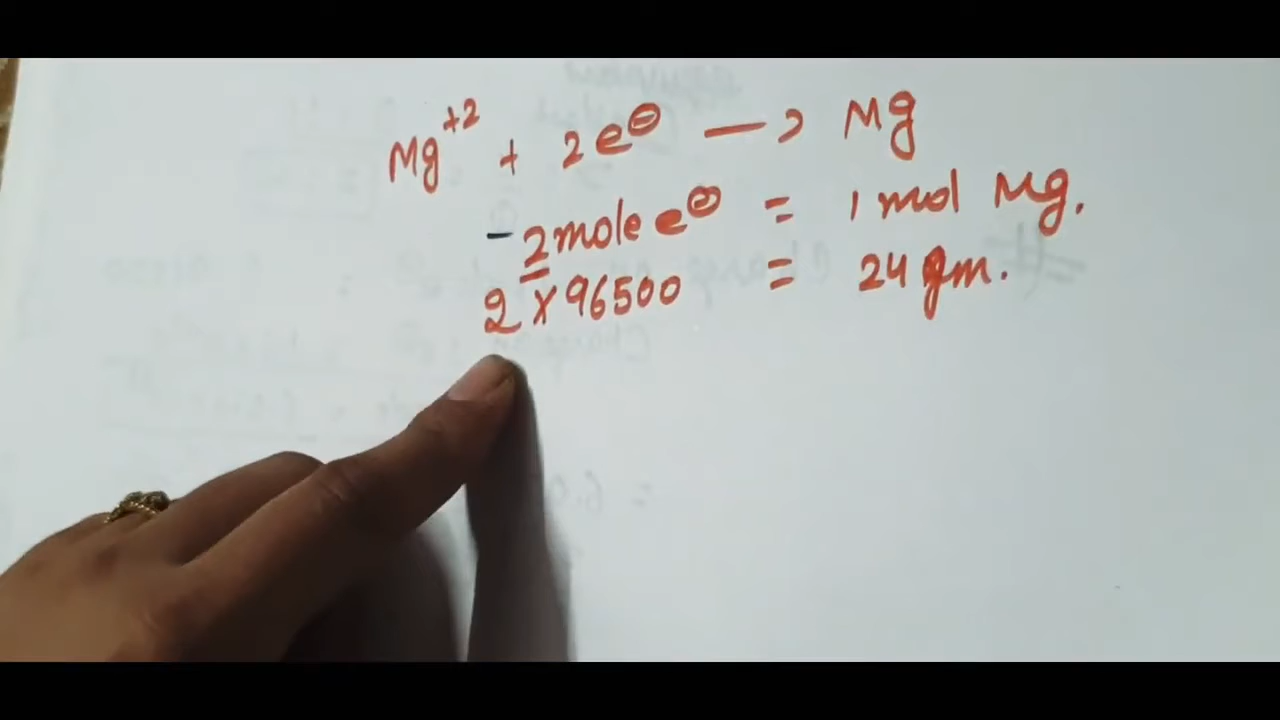 Mg⁺² + 2e⊖ → Mg
- 2mole e⊖ = 1 mol Mg.
2 × 96500 = 24 gm.